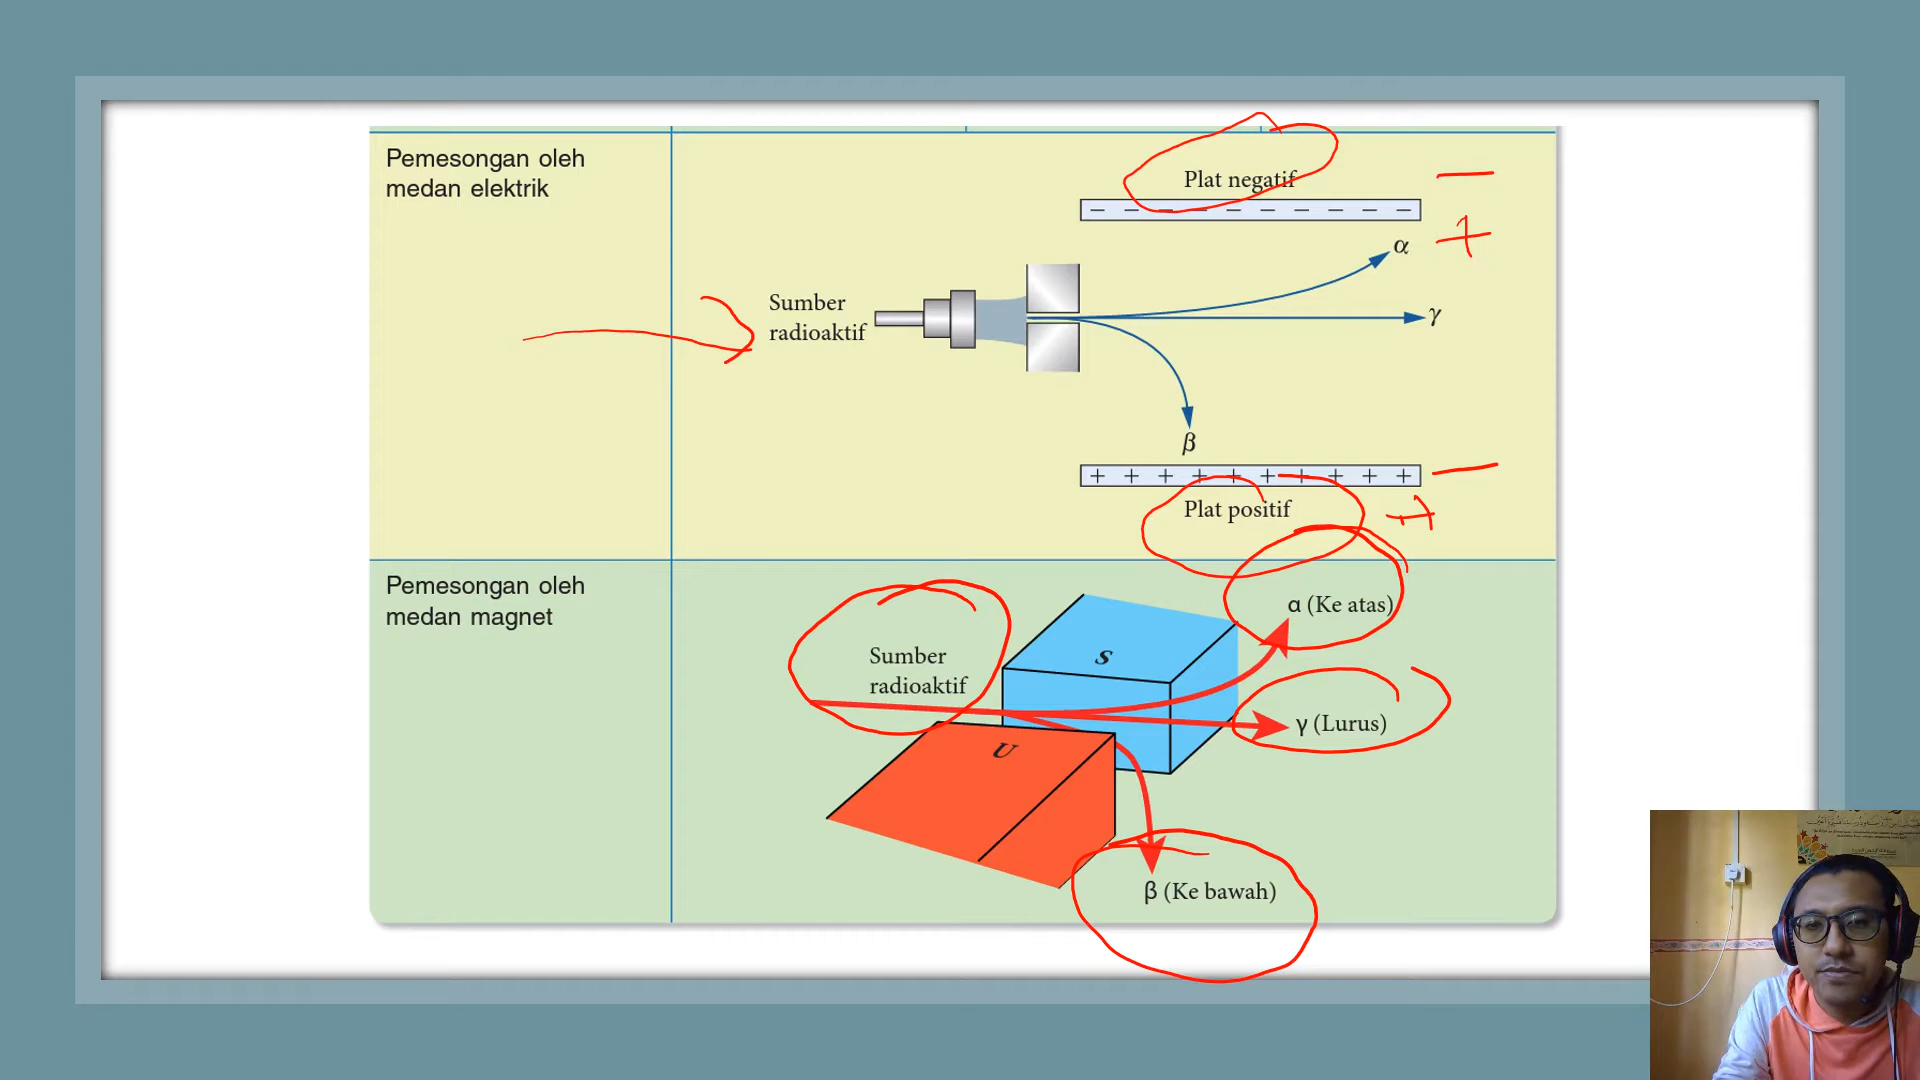 Pemesongan oleh
medan elektrik
Plat negatif
− − − − − − − − − −
−
α
+
Sumber
radioaktif
γ
β
+ + + + + + + + + +
−
Plat positif
+
Pemesongan oleh
medan magnet
α (Ke atas)
Sumber
radioaktif
S
γ (Lurus)
U
β (Ke bawah)